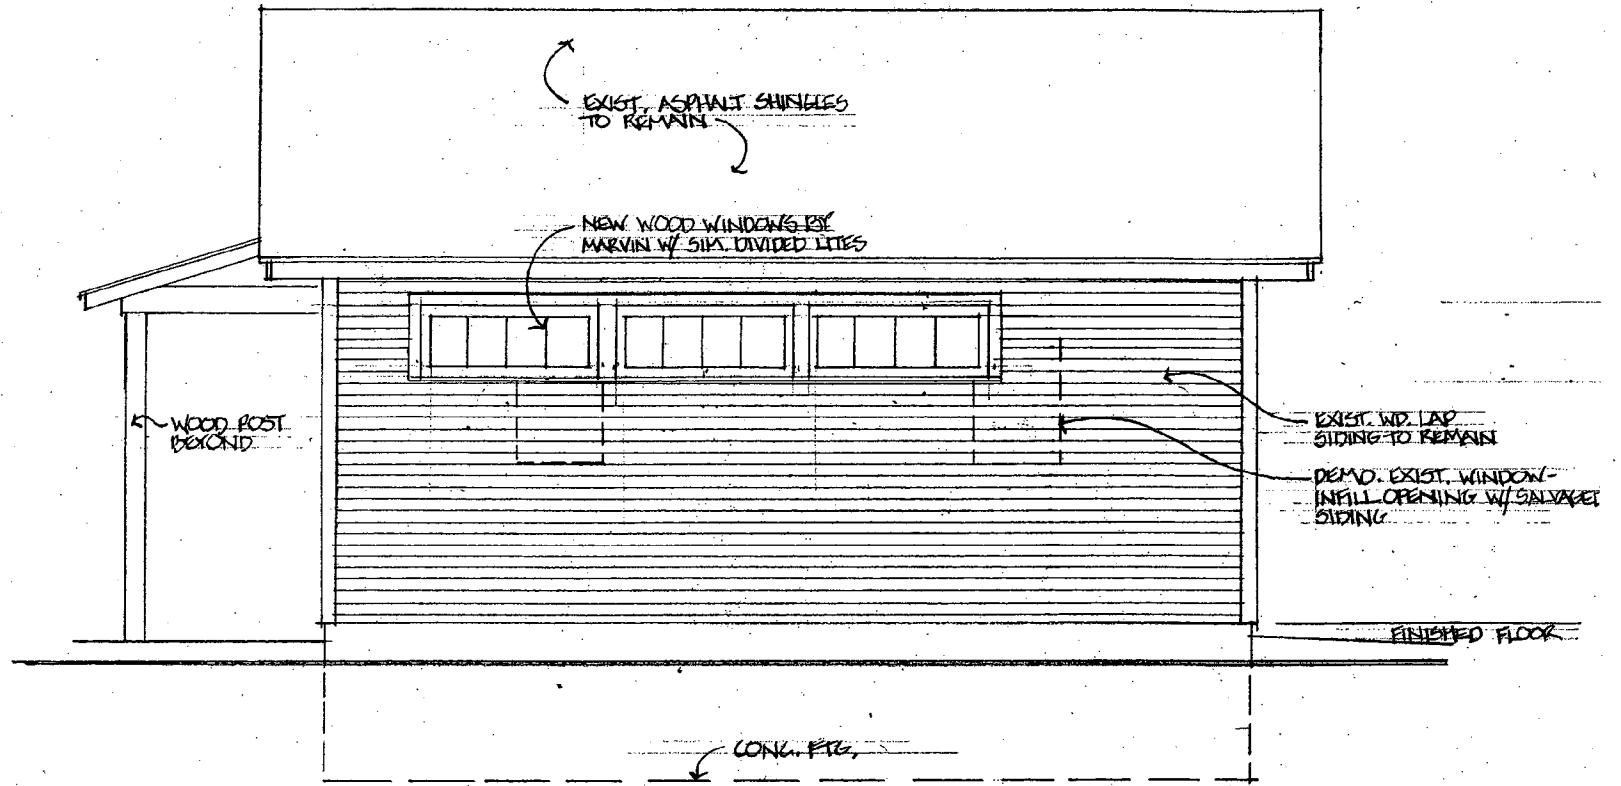 EXIST. ASPHALT SHINGLES
TO REMAIN
NEW WOOD WINDOWS BY
MARVIN W/ SIM. DIVIDED LITES
WOOD POST
BEYOND
EXIST. WD. LAP
SIDING TO REMAIN
DEMO. EXIST. WINDOW-
INFILL OPENING W/ SALVAGED
SIDING
FINISHED FLOOR
CONC. FTG.